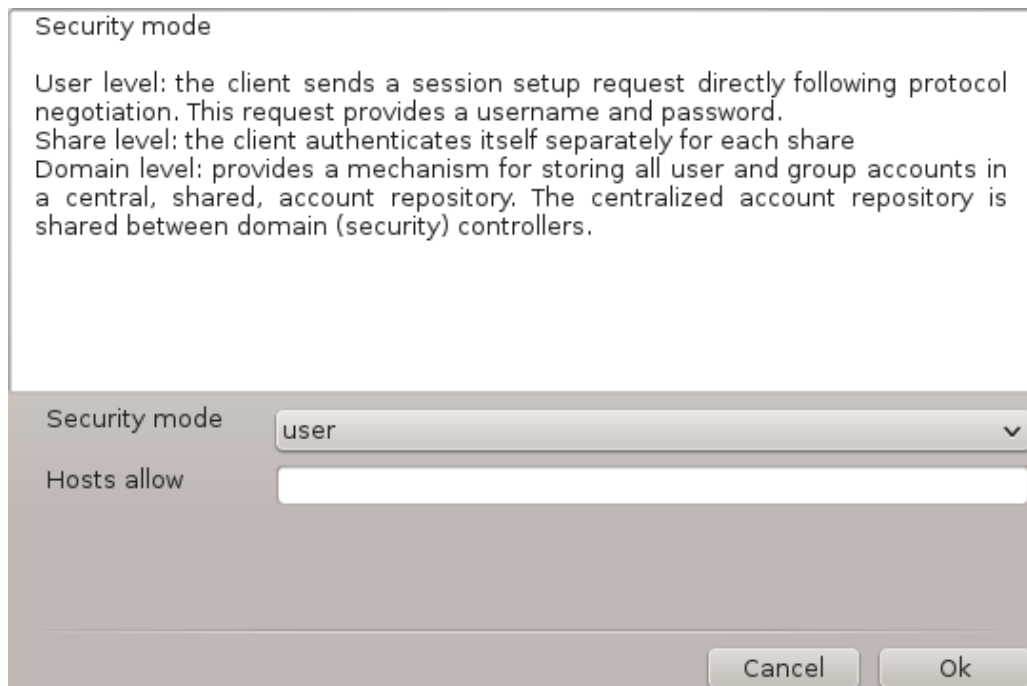 Security mode
User level: the client sends a session setup request directly following protocol
negotiation. This request provides a username and password.
Share level: the client authenticates itself separately for each share
Domain level: provides a mechanism for storing all user and group accounts in
a central, shared, account repository. The centralized account repository is
shared between domain (security) controllers.
Security mode
user
Hosts allow
Cancel
Ok